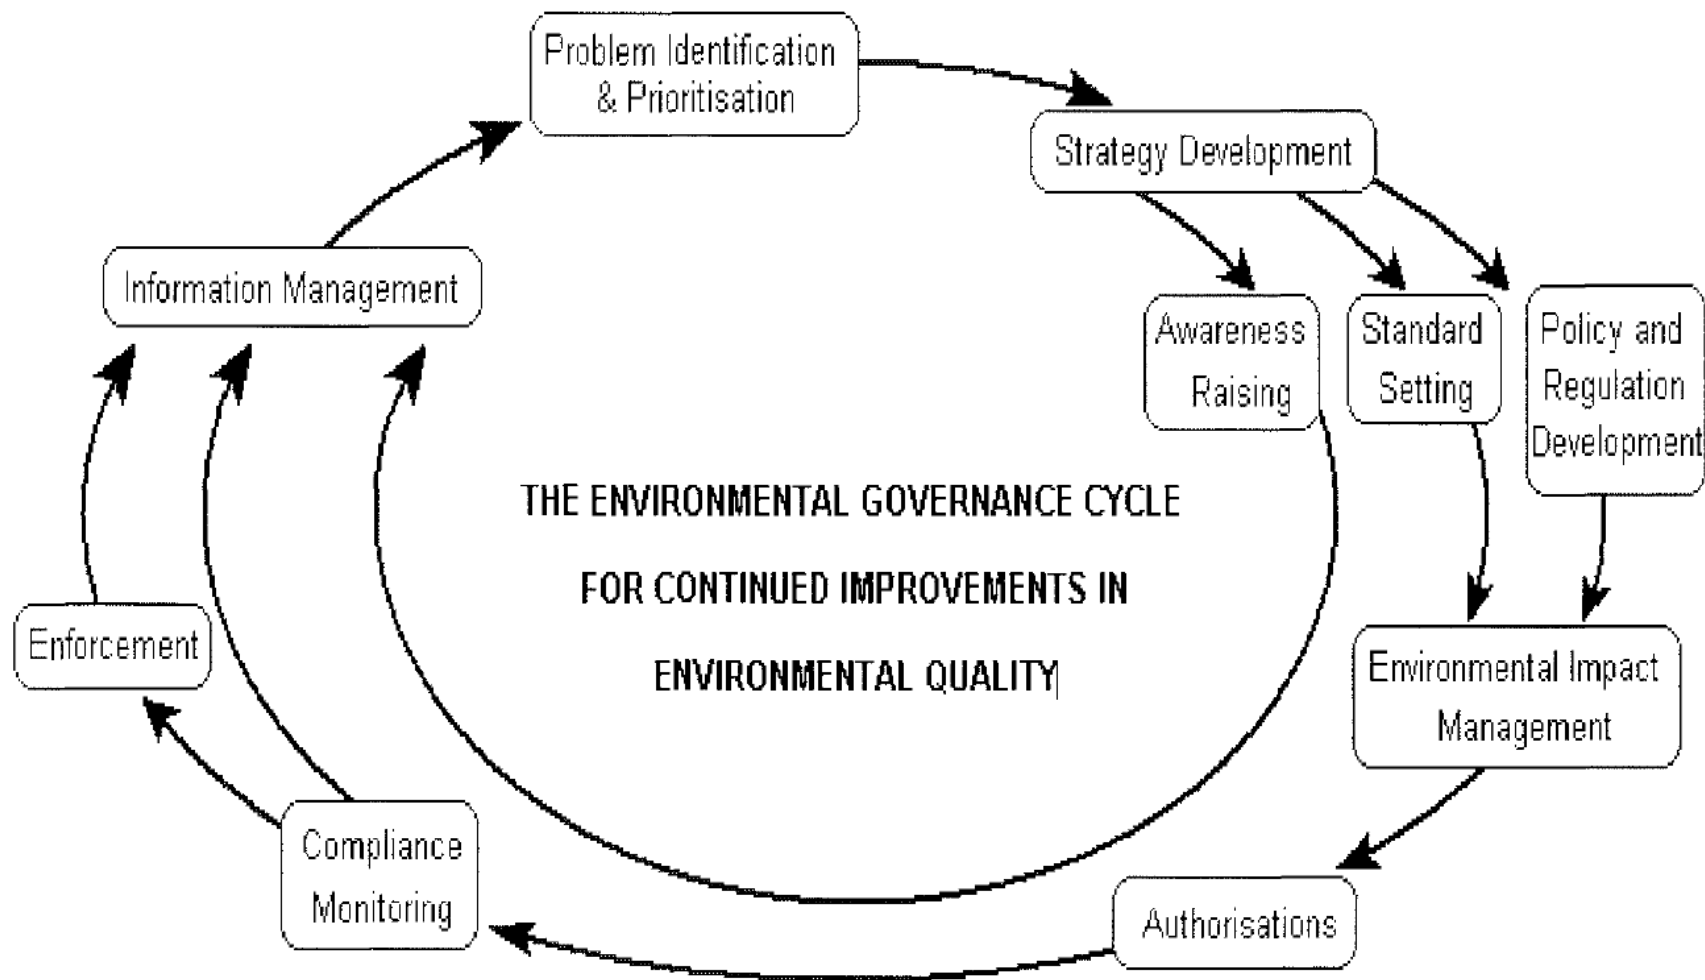 Problem Identification
& Prioritisation
Strategy Development
Information Management
Awareness
Raising
Standard
Setting
Policy and
Regulation
Development
THE ENVIRONMENTAL GOVERNANCE CYCLE
FOR CONTINUED IMPROVEMENTS IN
ENVIRONMENTAL QUALITY
Enforcement
Environmental Impact
Management
Compliance
Monitoring
Authorisations